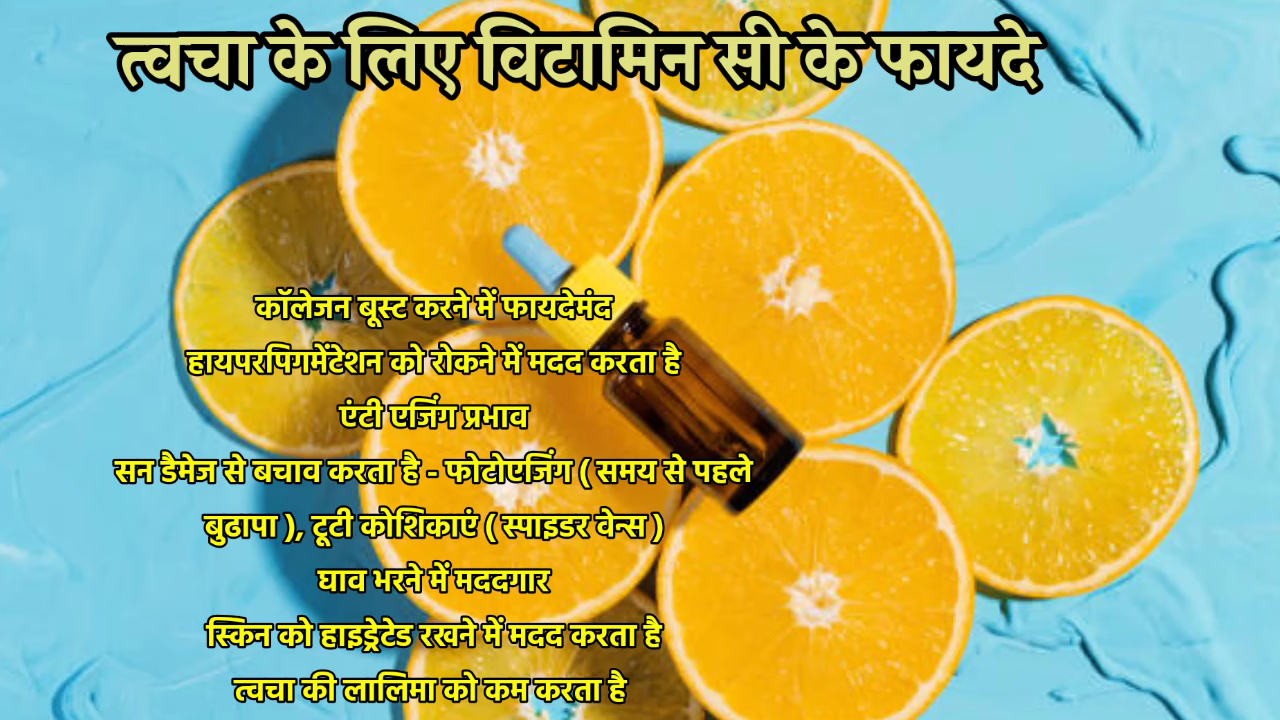 त्वचा के लिए विटामिन सी के फायदे
कॉलेजन बूस्ट करने में फायदेमंद
हायपरपिगमेंटेशन को रोकने में मदद करता है
एंटी एजिंग प्रभाव
सन डैमेज से बचाव करता है - फोटोएजिंग ( समय से पहले
बुढापा ), टूटी कोशिकाएं ( स्पाइडर वेन्स )
घाव भरने में मददगार
स्किन को हाइड्रेटेड रखने में मदद करता है
त्वचा की लालिमा को कम करता है